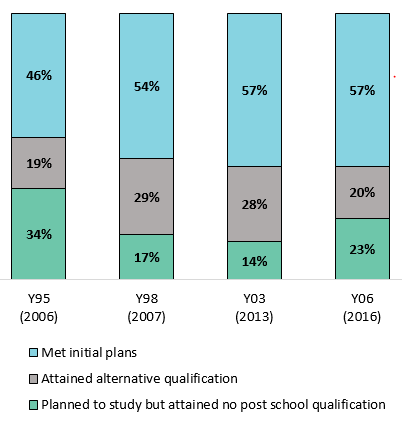 46% 54% 57% 57%
19% 29% 28% 20%
34% 17% 14% 23%
Y95 Y98 Y03 Y06
(2006) (2007) (2013) (2016)
Met initial plans
Attained alternative qualification
Planned to study but attained no post school qualification